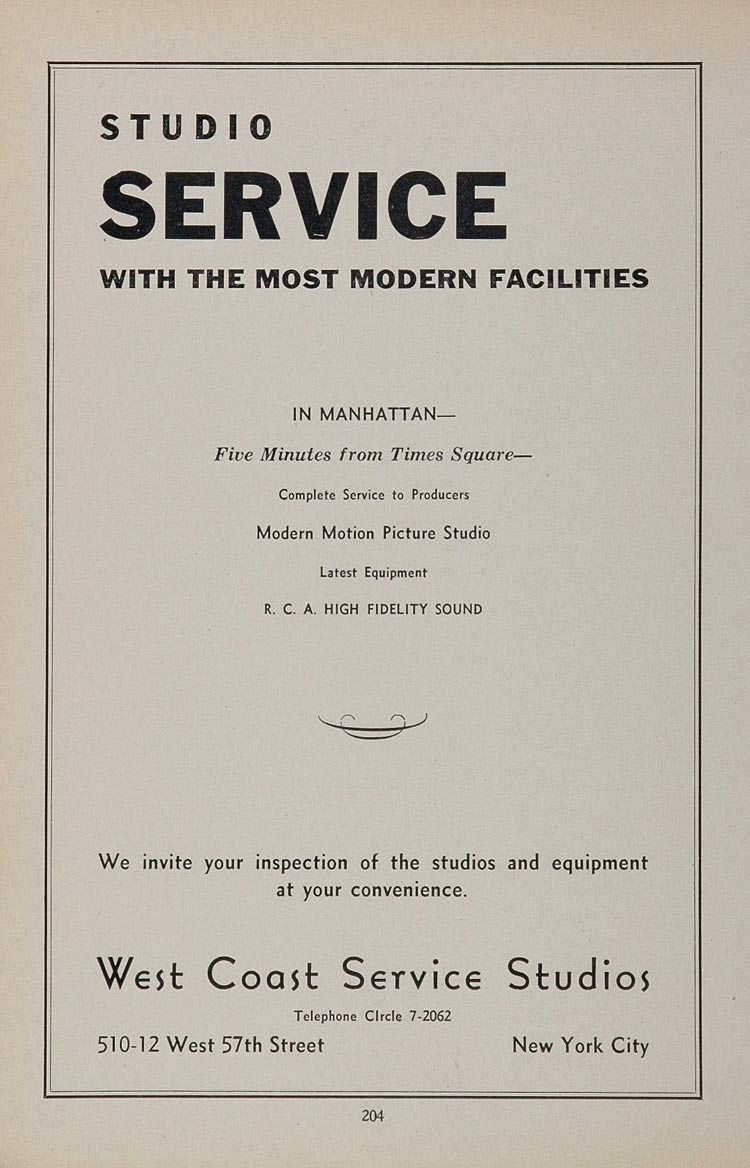 STUDIO
SERVICE
WITH THE MOST MODERN FACILITIES
IN MANHATTAN—
Five Minutes from Times Square—
Complete Service to Producers
Modern Motion Picture Studio
Latest Equipment
R. C. A. HIGH FIDELITY SOUND
We invite your inspection of the studios and equipment
at your convenience.
West Coast Service Studios
Telephone CIrcle 7-2062
510-12 West 57th Street New York City
204